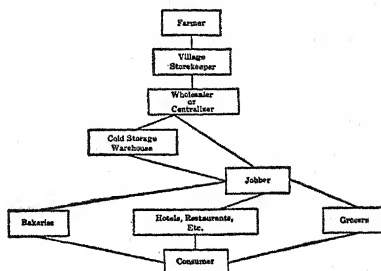 Farmer
Village
Storekeeper
Wholesaler
or
Centralizer
Cold Storage
Warehouse
Jobber
Bakeries
Hotels, Restaurants,
Etc.
Grocers
Consumer